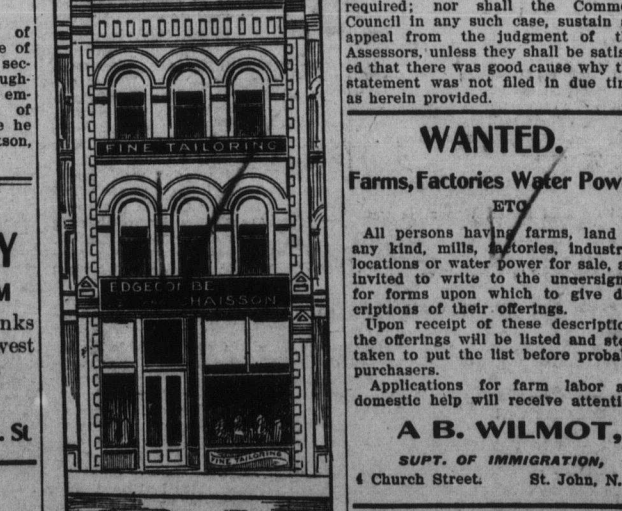 of
e of
sec-
ough-
em-
of
e he
tson,
Y
M
nks
west
. St
FINE TAILORING
EDGECOMBE
CHAISSON
FINE TAILORING
required; nor shall the Comm
Council in any such case, sustain
appeal from the judgment of t
Assessors, unless they shall be satis
ed that there was good cause why t
statement was not filed in due tim
as herein provided.
WANTED.
Farms, Factories Water Pow
ETC
All persons having farms, land
any kind, mills, factories, industr
locations or water power for sale, a
invited to write to the undersign
for forms upon which to give d
criptions of their offerings.
Upon receipt of these descriptio
the offerings will be listed and ste
taken to put the list before proba
purchasers.
Applications for farm labor a
domestic help will receive attenti
A B. WILMOT,
SUPT. OF IMMIGRATION,
4 Church Street. St. John, N.